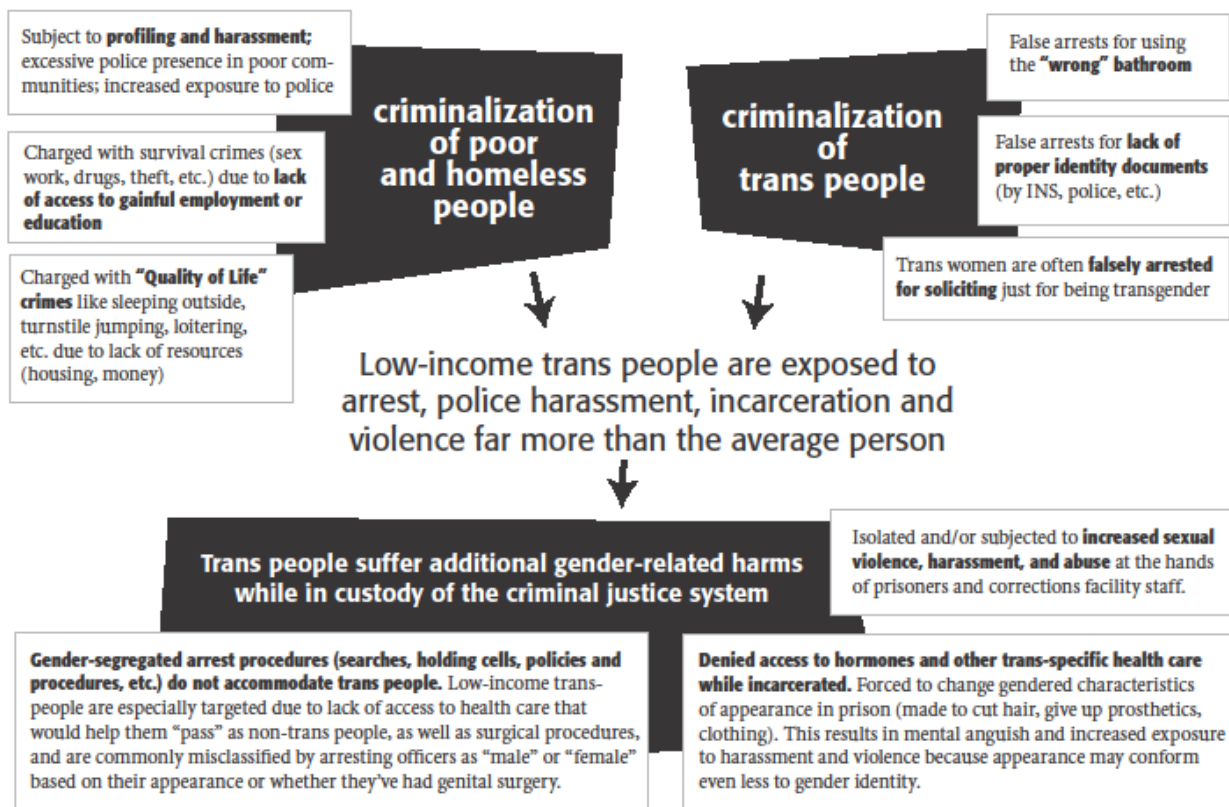 Subject to profiling and harassment;
excessive police presence in poor com-
munities; increased exposure to police
Charged with survival crimes (sex
work, drugs, theft, etc.) due to lack
of access to gainful employment or
education
Charged with “Quality of Life”
crimes like sleeping outside,
turnstile jumping, loitering,
etc. due to lack of resources
(housing, money)
criminalization
of poor
and homeless
people
criminalization
of
trans people
False arrests for using
the “wrong” bathroom
False arrests for lack of
proper identity documents
(by INS, police, etc.)
Trans women are often falsely arrested
for soliciting just for being transgender
Low-income trans people are exposed to
arrest, police harassment, incarceration and
violence far more than the average person
Trans people suffer additional gender-related harms
while in custody of the criminal justice system
Isolated and/or subjected to increased sexual
violence, harassment, and abuse at the hands
of prisoners and corrections facility staff.
Gender-segregated arrest procedures (searches, holding cells, policies and
procedures, etc.) do not accommodate trans people. Low-income trans-
people are especially targeted due to lack of access to health care that
would help them “pass” as non-trans people, as well as surgical procedures,
and are commonly misclassified by arresting officers as “male” or “female”
based on their appearance or whether they’ve had genital surgery.
Denied access to hormones and other trans-specific health care
while incarcerated. Forced to change gendered characteristics
of appearance in prison (made to cut hair, give up prosthetics,
clothing). This results in mental anguish and increased exposure
to harassment and violence because appearance may conform
even less to gender identity.